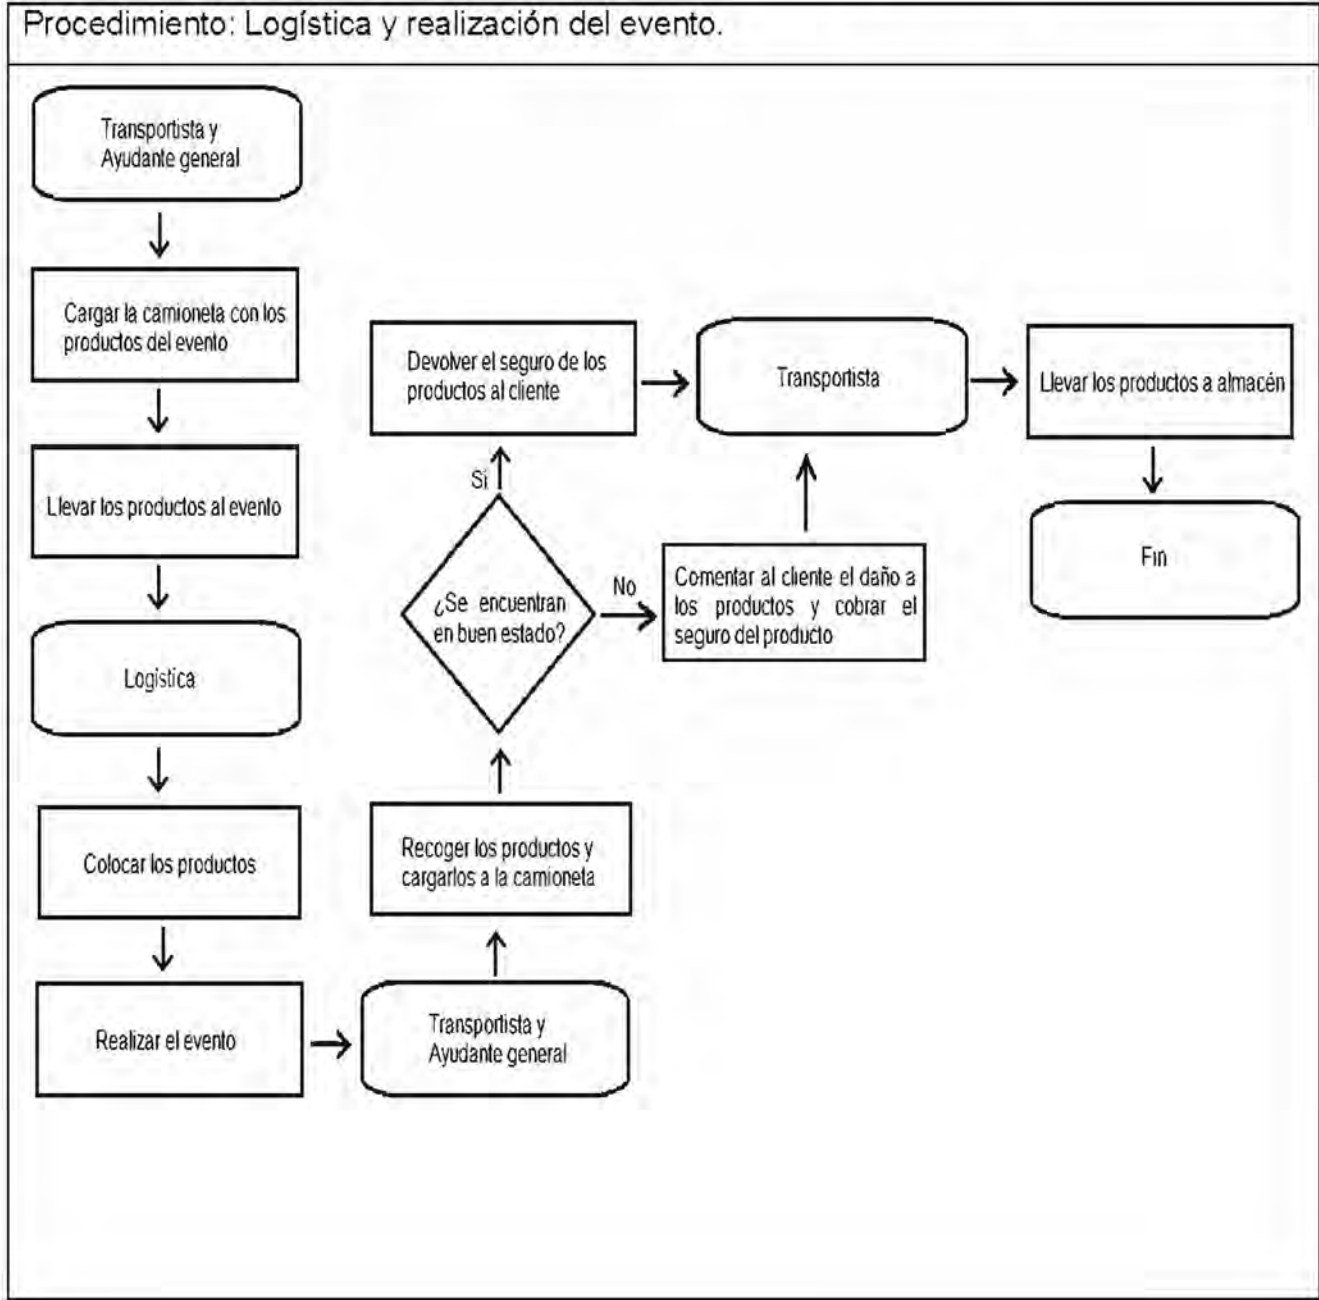 Procedimiento: Logística y realización del evento.
Transportista y
Ayudante general
Cargar la camioneta con los
productos del evento
Llevar los productos al evento
Logistica
Colocar los productos
Realizar el evento
Transportista y
Ayudante general
Recoger los productos y
cargarlos a la camioneta
¿Se encuentran
en buen estado?
Si
No
Devolver el seguro de los
productos al cliente
Comentar al cliente el daño a
los productos y cobrar el
seguro del producto
Transportista
Llevar los productos a almacén
Fin